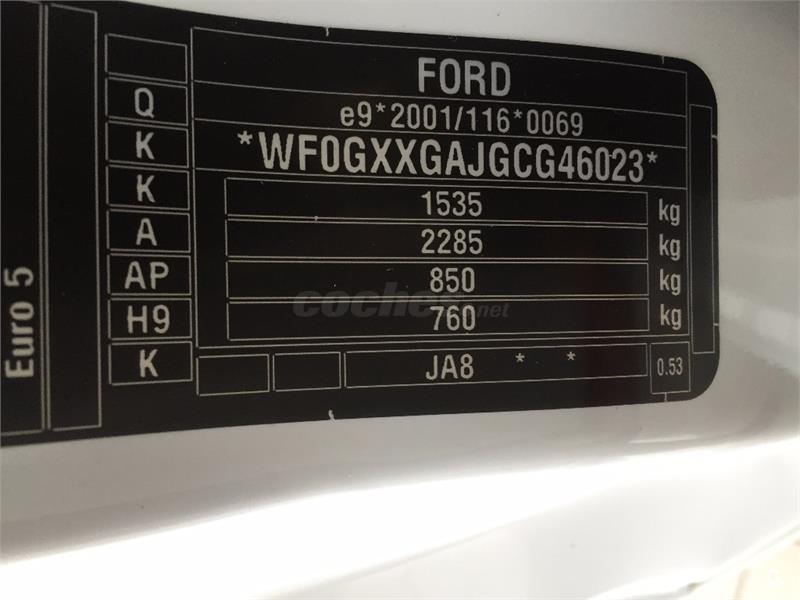 FORD
Q
e9*2001/116*0069
K
*WF0GXXGAJGCG46023*
K
1535 kg
A
2285 kg
AP
850 kg
H9
760 kg
K
JA8 * *
0.53
Euro 5
coches.net